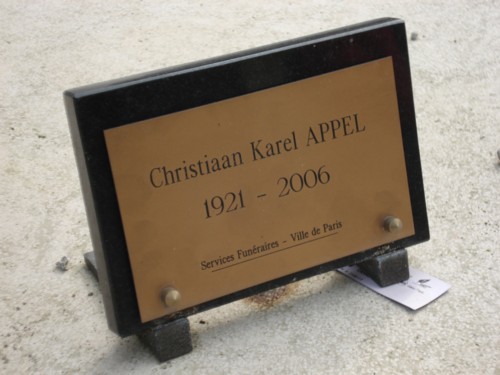 Christiaan Karel APPEL
1921 - 2006
Services Funéraires - Ville de Paris